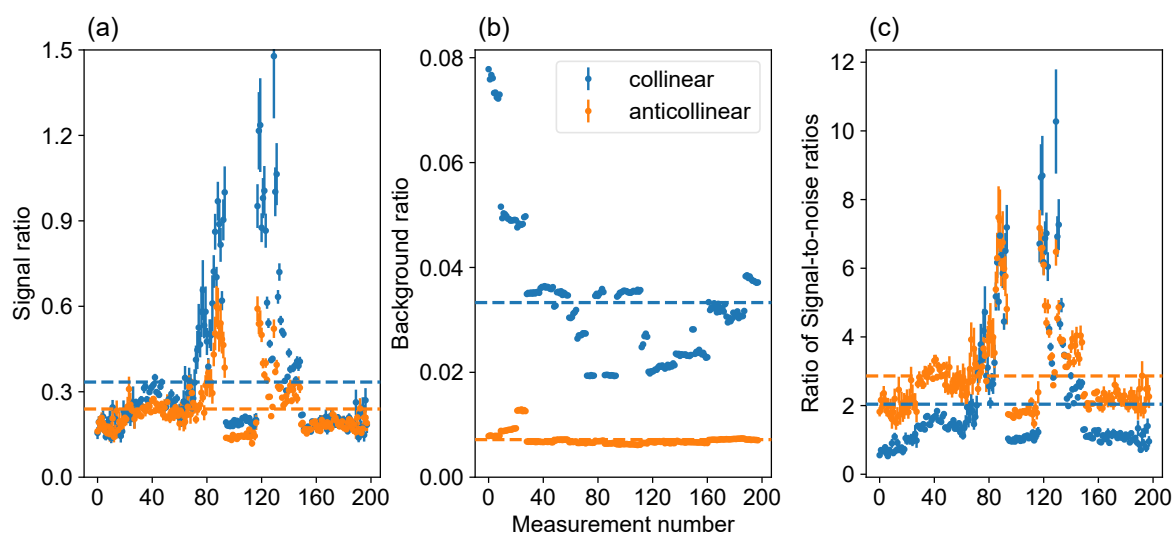 (a)
Signal ratio
1.5
1.2
0.9
0.6
0.3
0.0
0 40 80 120 160 200
(b)
Background ratio
0.08
0.06
0.04
0.02
0.00
collinear
anticollinear
0 40 80 120 160 200
Measurement number
(c)
Ratio of Signal-to-noise ratios
12
10
8
6
4
2
0
0 40 80 120 160 200